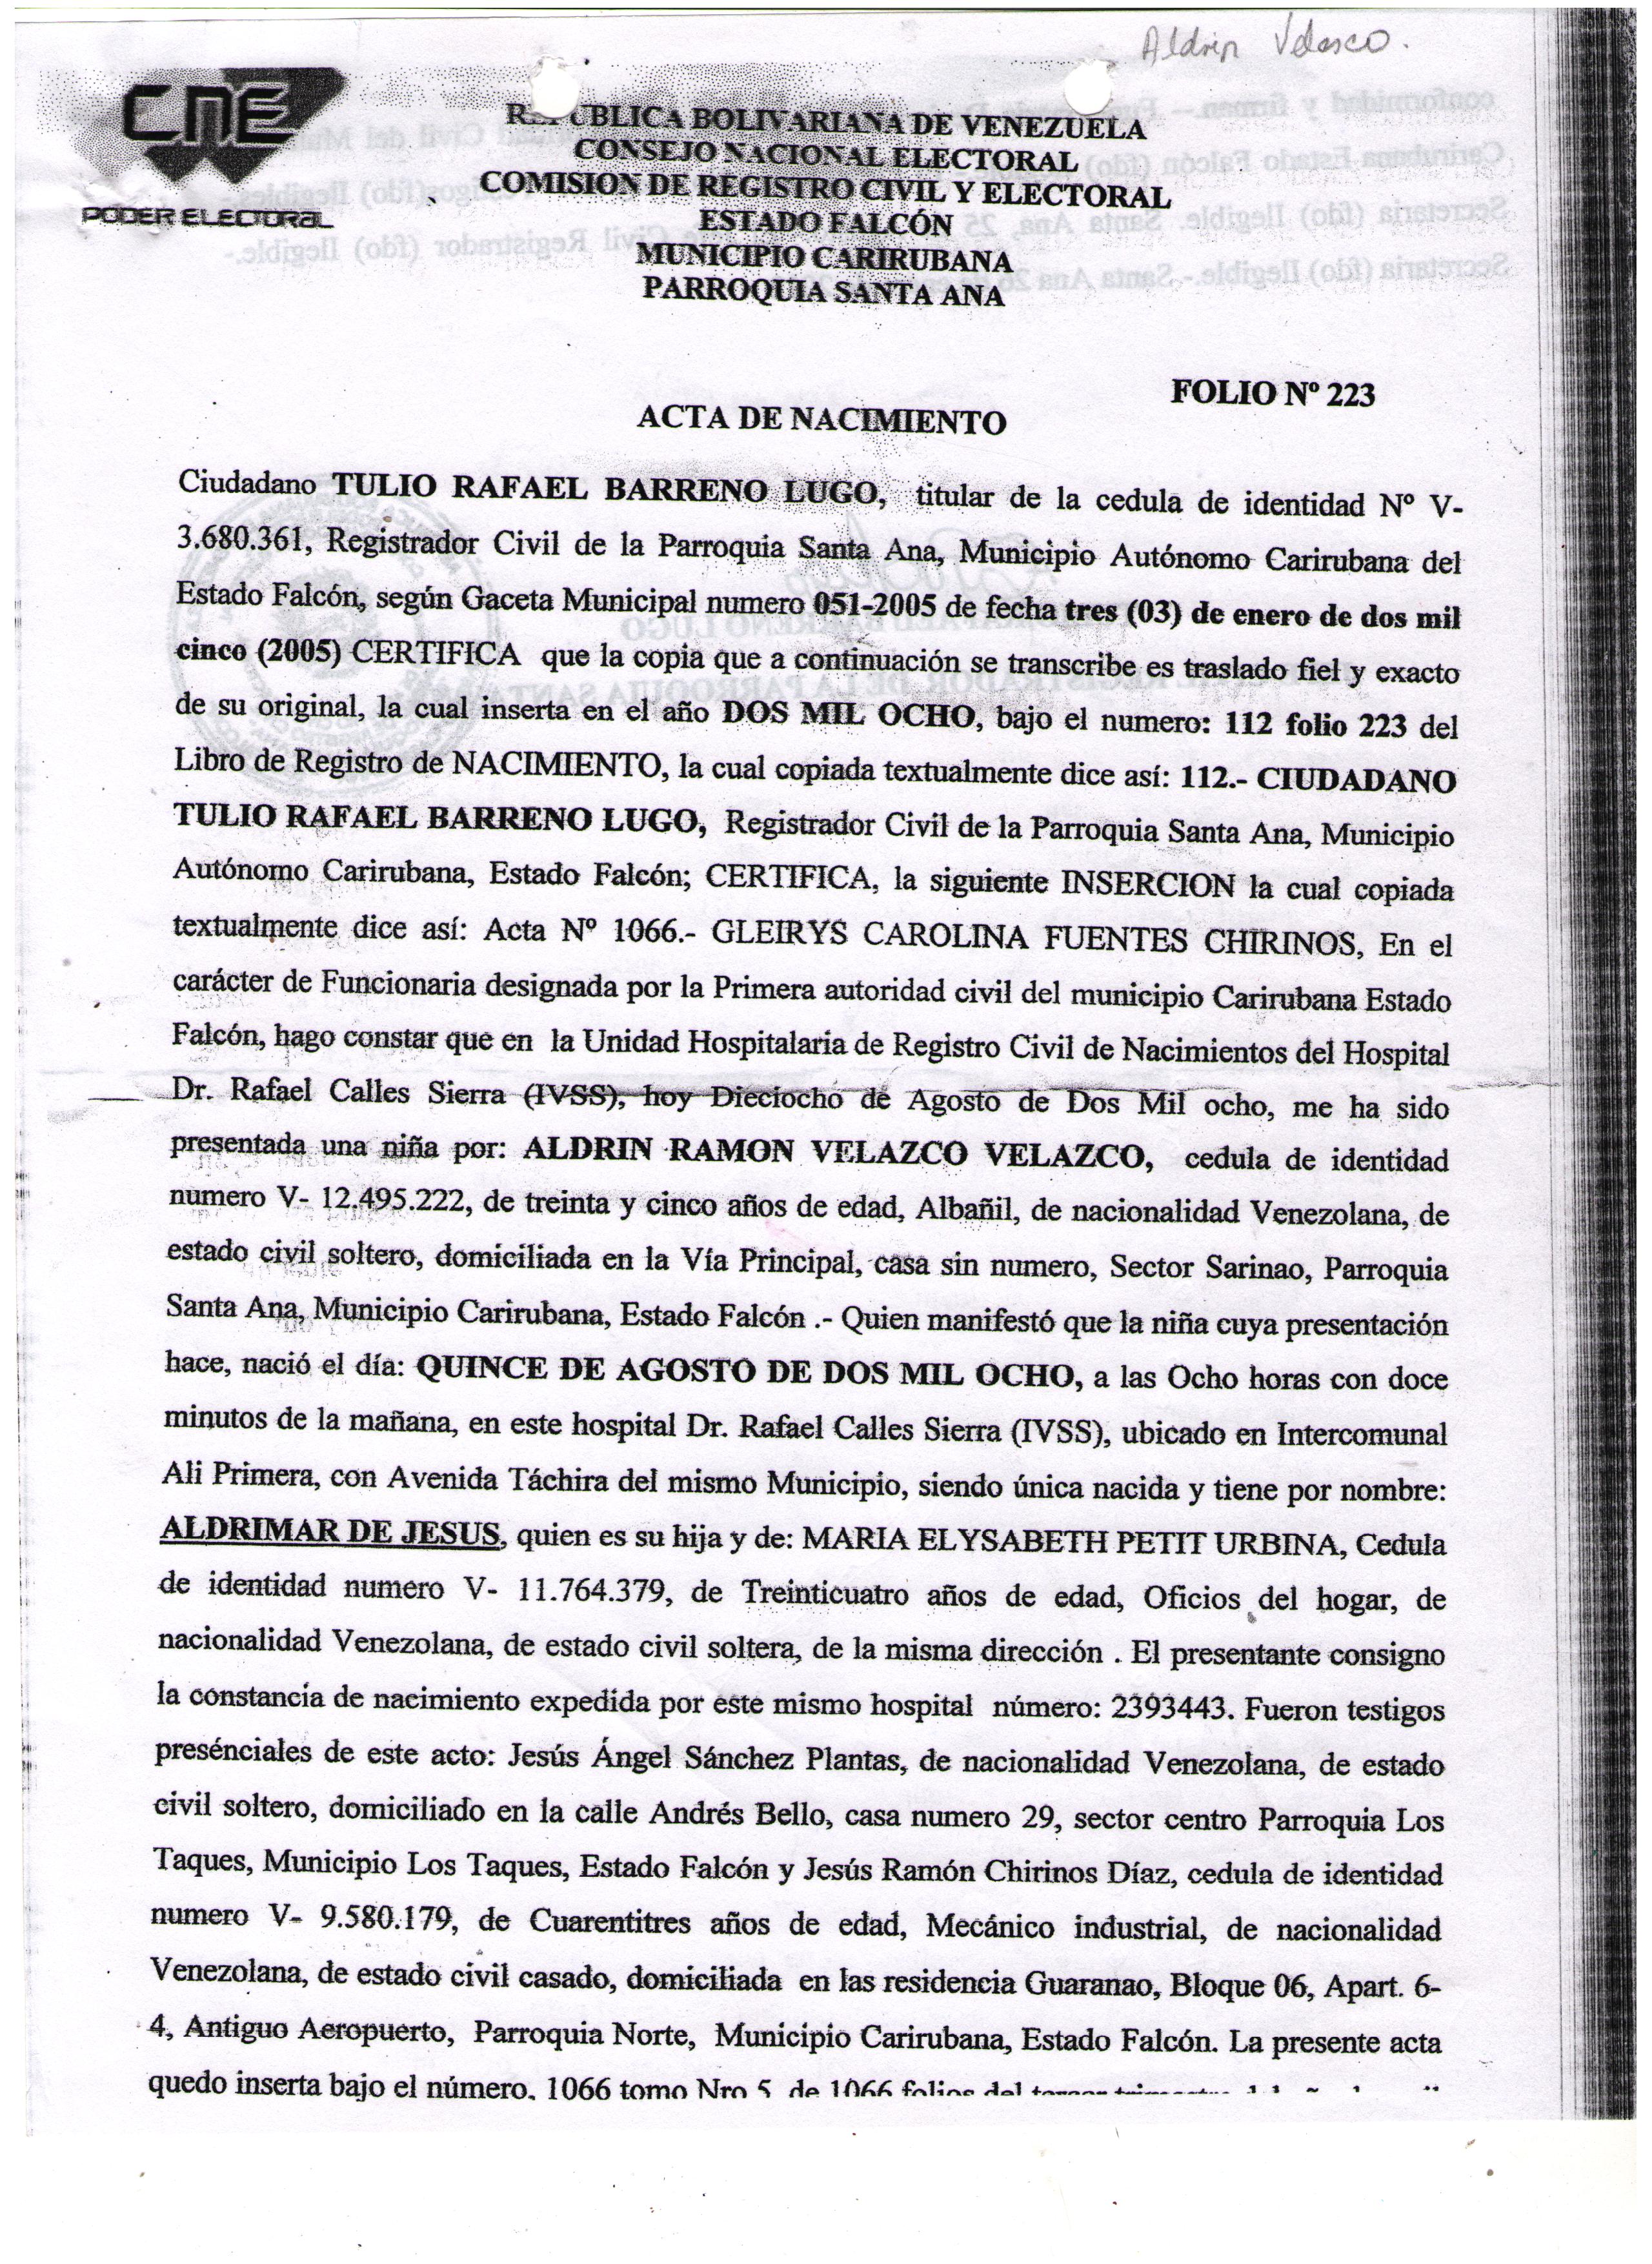 Aldrin Velasco.
CNE
PODER ELECTORAL
REPUBLICA BOLIVARIANA DE VENEZUELA
CONSEJO NACIONAL ELECTORAL
COMISION DE REGISTRO CIVIL Y ELECTORAL
ESTADO FALCÓN
MUNICIPIO CARIRUBANA
PARROQUIA SANTA ANA
FOLIO Nº 223
ACTA DE NACIMIENTO
Ciudadano TULIO RAFAEL BARRENO LUGO, titular de la cedula de identidad Nº V-
3.680.361, Registrador Civil de la Parroquia Santa Ana, Municipio Autónomo Carirubana del
Estado Falcón, según Gaceta Municipal numero 051-2005 de fecha tres (03) de enero de dos mil
cinco (2005) CERTIFICA que la copia que a continuación se transcribe es traslado fiel y exacto
de su original, la cual inserta en el año DOS MIL OCHO, bajo el numero: 112 folio 223 del
Libro de Registro de NACIMIENTO, la cual copiada textualmente dice así: 112.- CIUDADANO
TULIO RAFAEL BARRENO LUGO, Registrador Civil de la Parroquia Santa Ana, Municipio
Autónomo Carirubana, Estado Falcón; CERTIFICA, la siguiente INSERCION la cual copiada
textualmente dice así: Acta Nº 1066.- GLEIRYS CAROLINA FUENTES CHIRINOS, En el
carácter de Funcionaria designada por la Primera autoridad civil del municipio Carirubana Estado
Falcón, hago constar que en la Unidad Hospitalaria de Registro Civil de Nacimientos del Hospital
Dr. Rafael Calles Sierra (IVSS), hoy Dieciocho de Agosto de Dos Mil ocho, me ha sido
presentada una niña por: ALDRIN RAMON VELAZCO VELAZCO, cedula de identidad
numero V- 12.495.222, de treinta y cinco años de edad, Albañil, de nacionalidad Venezolana, de
estado civil soltero, domiciliada en la Vía Principal, casa sin numero, Sector Sarinao, Parroquia
Santa Ana, Municipio Carirubana, Estado Falcón .- Quien manifestó que la niña cuya presentación
hace, nació el día: QUINCE DE AGOSTO DE DOS MIL OCHO, a las Ocho horas con doce
minutos de la mañana, en este hospital Dr. Rafael Calles Sierra (IVSS), ubicado en Intercomunal
Ali Primera, con Avenida Táchira del mismo Municipio, siendo única nacida y tiene por nombre:
ALDRIMAR DE JESUS, quien es su hija y de: MARIA ELYSABETH PETIT URBINA, Cedula
de identidad numero V- 11.764.379, de Treinticuatro años de edad, Oficios del hogar, de
nacionalidad Venezolana, de estado civil soltera, de la misma dirección . El presentante consigno
la constancia de nacimiento expedida por este mismo hospital número: 2393443. Fueron testigos
presénciales de este acto: Jesús Ángel Sánchez Plantas, de nacionalidad Venezolana, de estado
civil soltero, domiciliado en la calle Andrés Bello, casa numero 29, sector centro Parroquia Los
Taques, Municipio Los Taques, Estado Falcón y Jesús Ramón Chirinos Díaz, cedula de identidad
numero V- 9.580.179, de Cuarentitres años de edad, Mecánico industrial, de nacionalidad
Venezolana, de estado civil casado, domiciliada en las residencia Guaranao, Bloque 06, Apart. 6-
4, Antiguo Aeropuerto, Parroquia Norte, Municipio Carirubana, Estado Falcón. La presente acta
quedo inserta bajo el número. 1066 tomo Nro 5 de 1066 folios del tercer trimestre